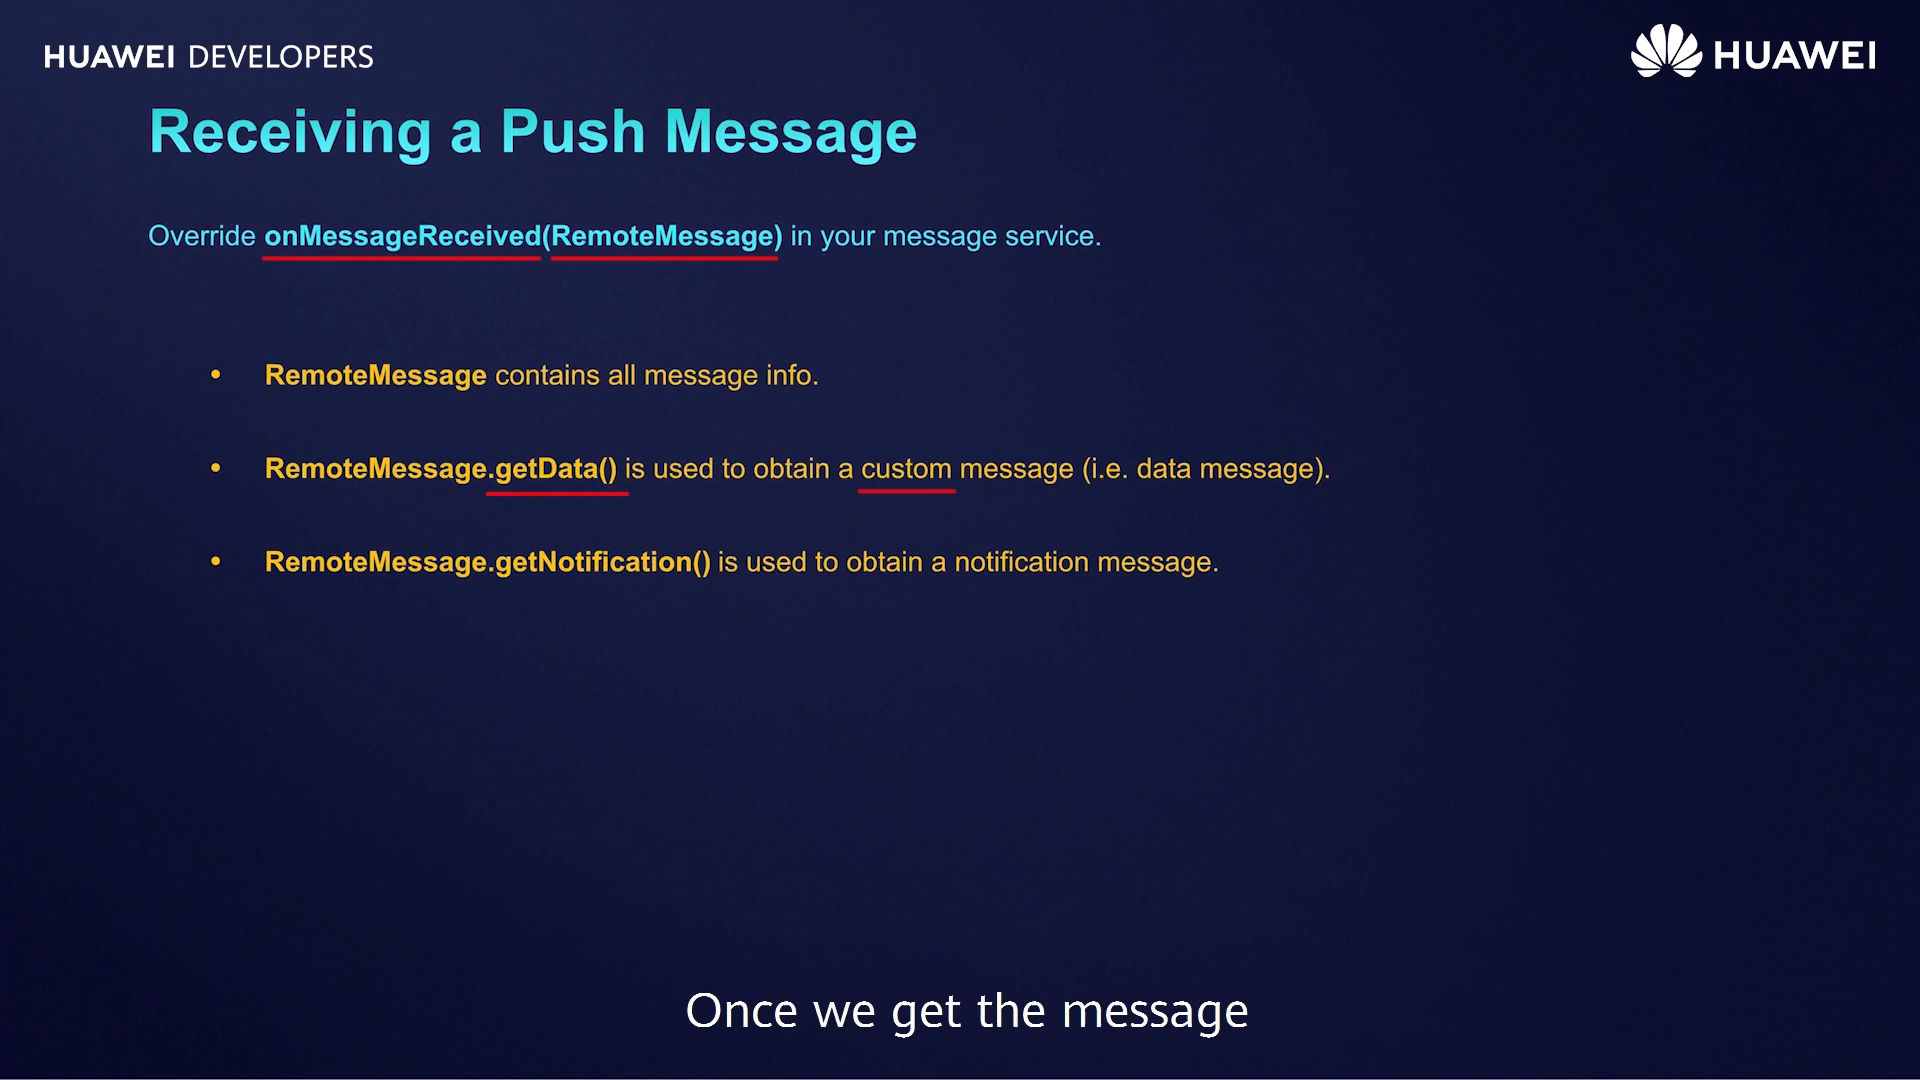 HUAWEI DEVELOPERS
HUAWEI
Receiving a Push Message
Override onMessageReceived(RemoteMessage) in your message service.
• RemoteMessage contains all message info.
• RemoteMessage.getData() is used to obtain a custom message (i.e. data message).
• RemoteMessage.getNotification() is used to obtain a notification message.
Once we get the message